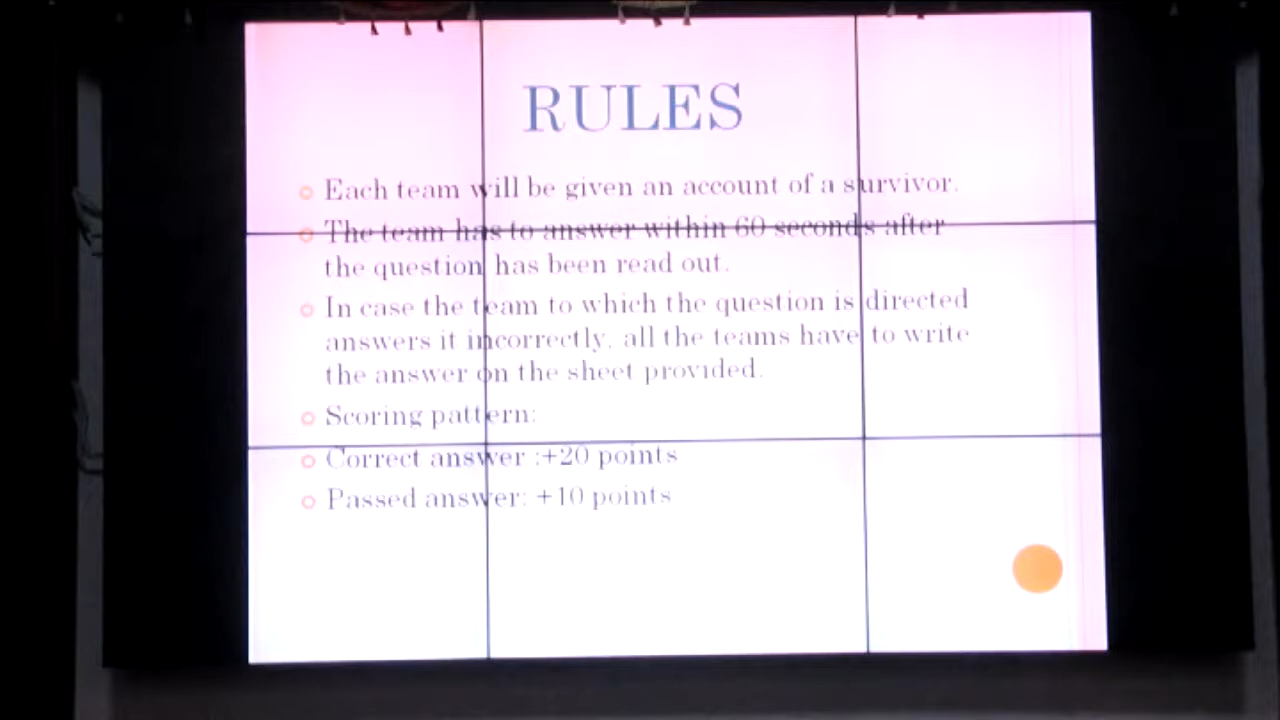 RULES
Each team will be given an account of a survivor.
The team has to answer within 60 seconds after
the question has been read out.
In case the team to which the question is directed
answers it incorrectly, all the teams have to write
the answer on the sheet provided.
Scoring pattern:
Correct answer :+20 points
Passed answer: +10 points